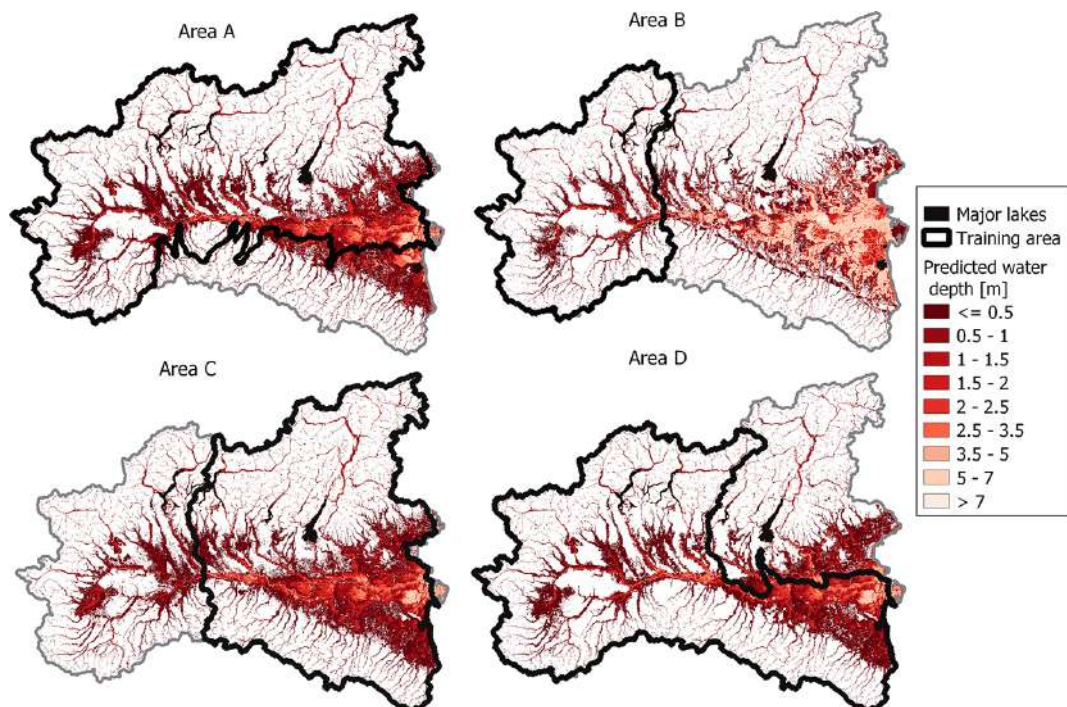 Area A
Area B
Major lakes
Training area
Predicted water
depth [m]
<= 0.5
0.5 - 1
1 - 1.5
1.5 - 2
2 - 2.5
2.5 - 3.5
3.5 - 5
5 - 7
> 7
Area C
Area D